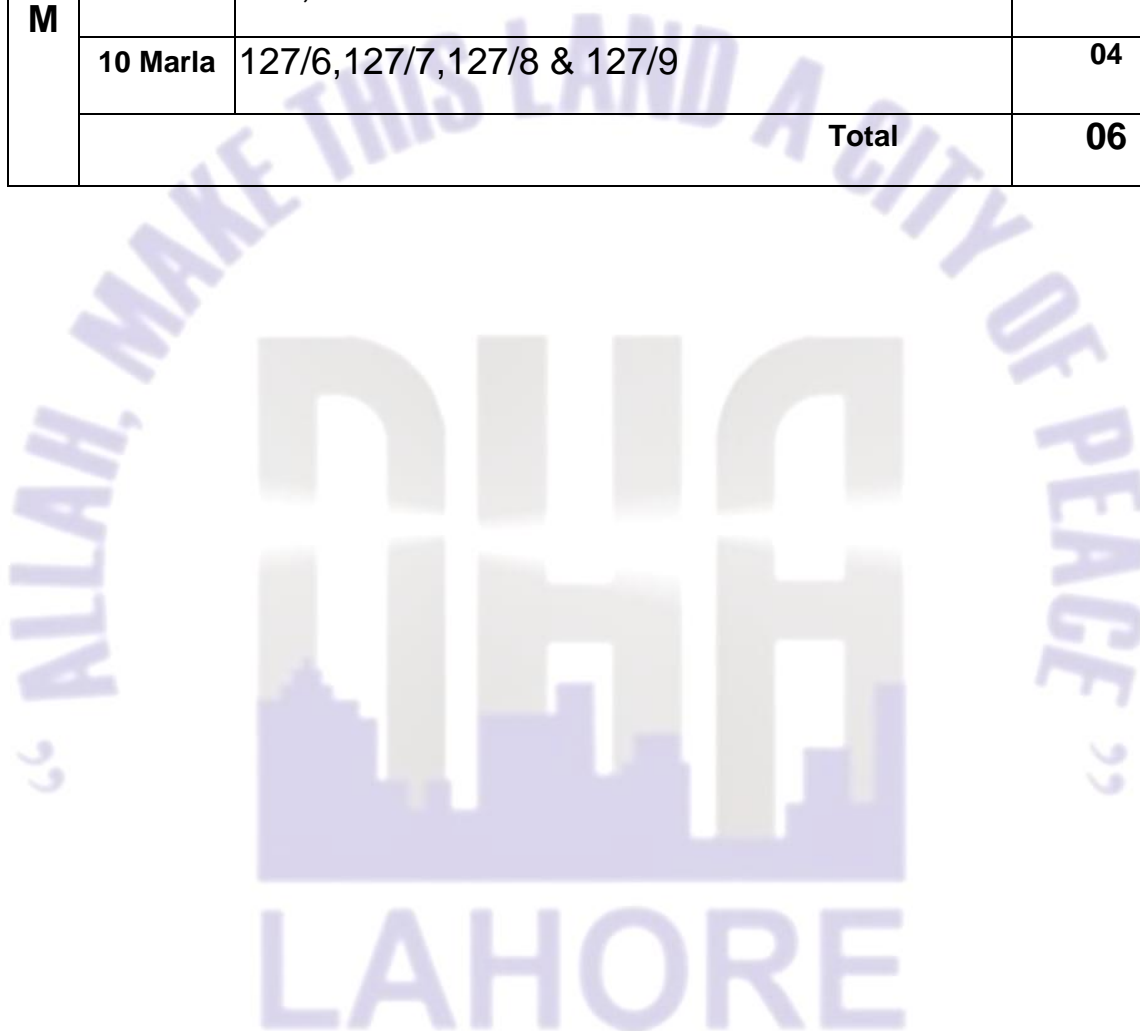 M
10 Marla 127/6,127/7,127/8 & 127/9 04
Total 06
" ALLAH, MAKE THIS LAND A CITY OF PEACE "
DHA
LAHORE